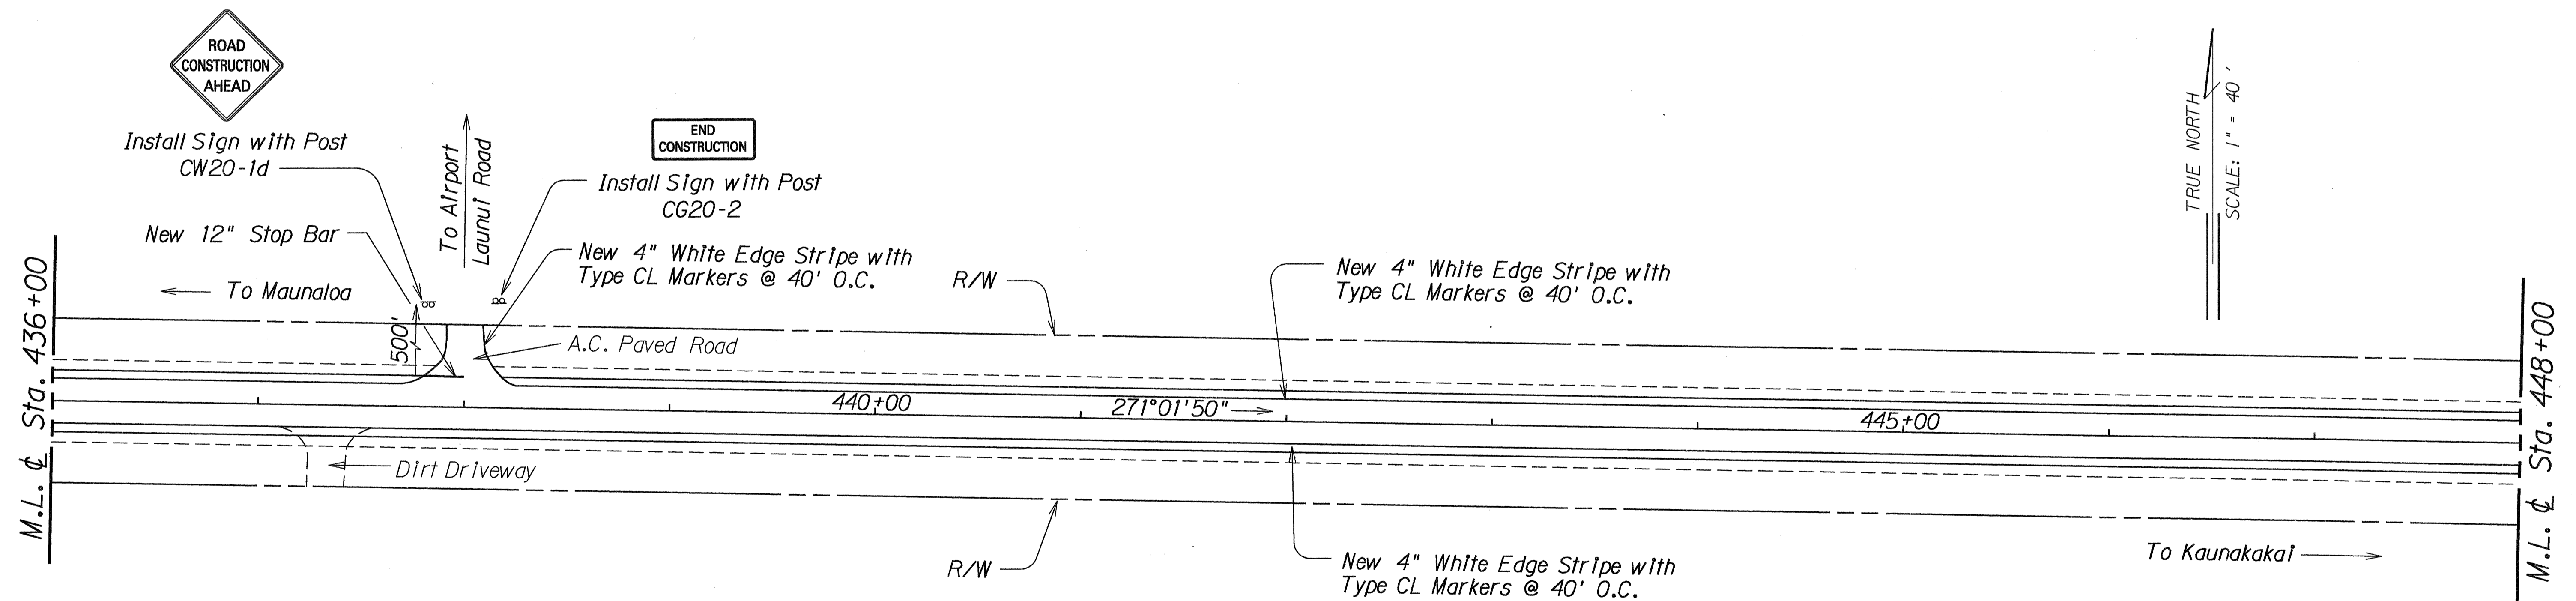 ROAD
CONSTRUCTION
AHEAD
Install Sign with Post
CW20-1d
To Airport
Launui Road
END
CONSTRUCTION
Install Sign with Post
CG20-2
TRUE NORTH
SCALE: 1" = 40'
New 12" Stop Bar
New 4" White Edge Stripe with
Type CL Markers @ 40' O.C.
R/W
New 4" White Edge Stripe with
Type CL Markers @ 40' O.C.
To Maunaloa
500'
A.C. Paved Road
M.L. ℄ Sta. 436+00
440+00
271°01'50"
445+00
M.L. ℄ Sta. 448+00
Dirt Driveway
R/W
New 4" White Edge Stripe with
Type CL Markers @ 40' O.C.
To Kaunakakai